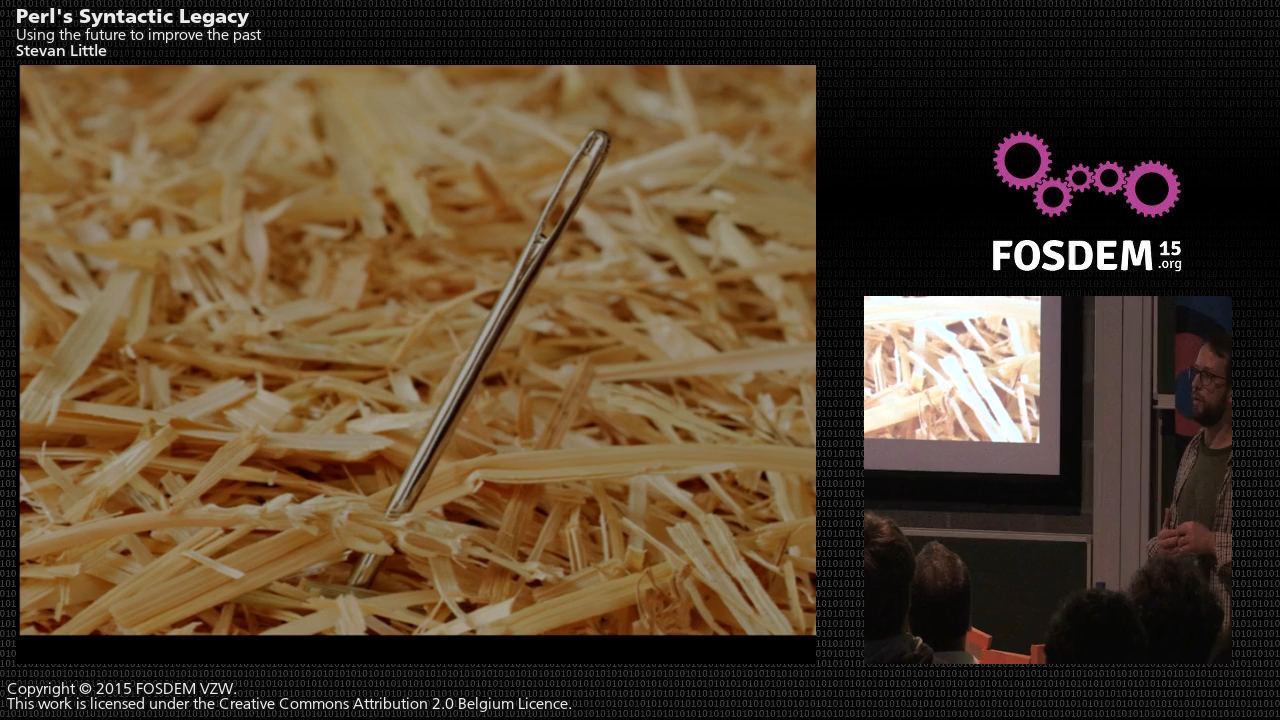 Perl's Syntactic Legacy
Using the future to improve the past
Stevan Little
FOSDEM 15
.org
Copyright © 2015 FOSDEM VZW.
This work is licensed under the Creative Commons Attribution 2.0 Belgium Licence.